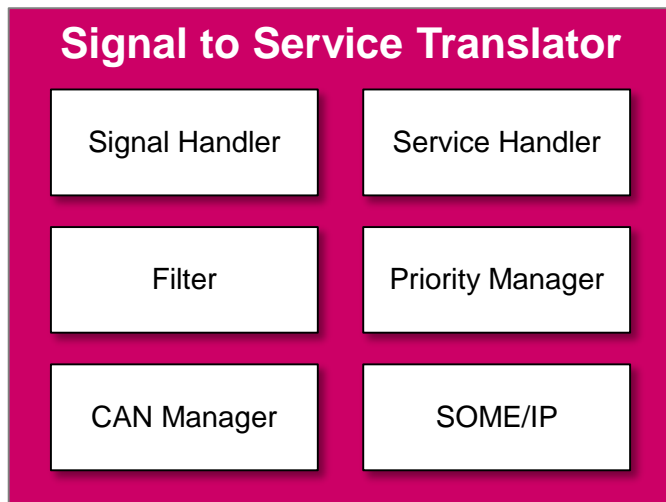 Signal to Service Translator
Signal Handler
Service Handler
Filter
Priority Manager
CAN Manager
SOME/IP